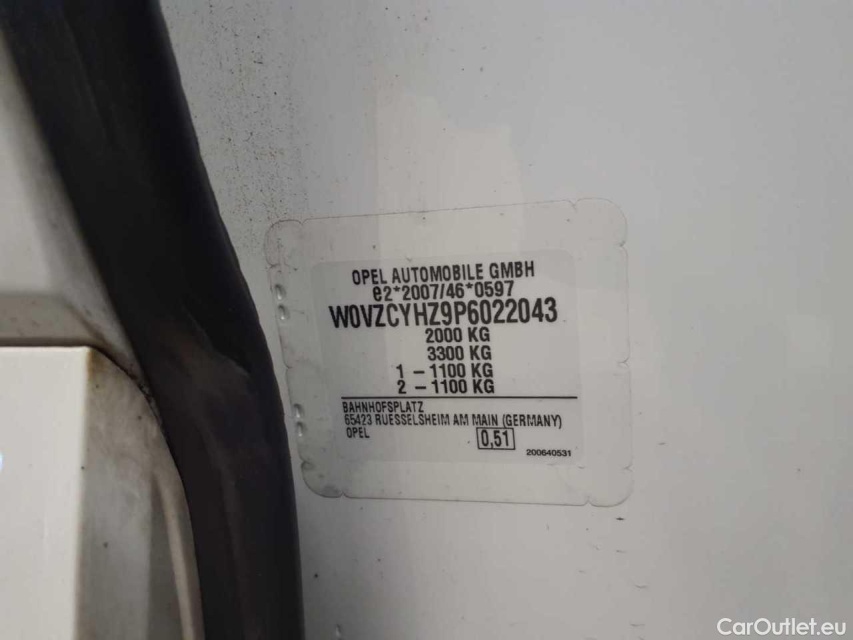 OPEL AUTOMOBILE GMBH
e2*2007/46*0597
W0VZCYHZ9P6022043
2000 KG
3300 KG
1 – 1100 KG
2 – 1100 KG
BAHNHOFSPLATZ
65423 RUESSELSHEIM AM MAIN (GERMANY)
OPEL 0,51
200640531
CarOutlet.eu